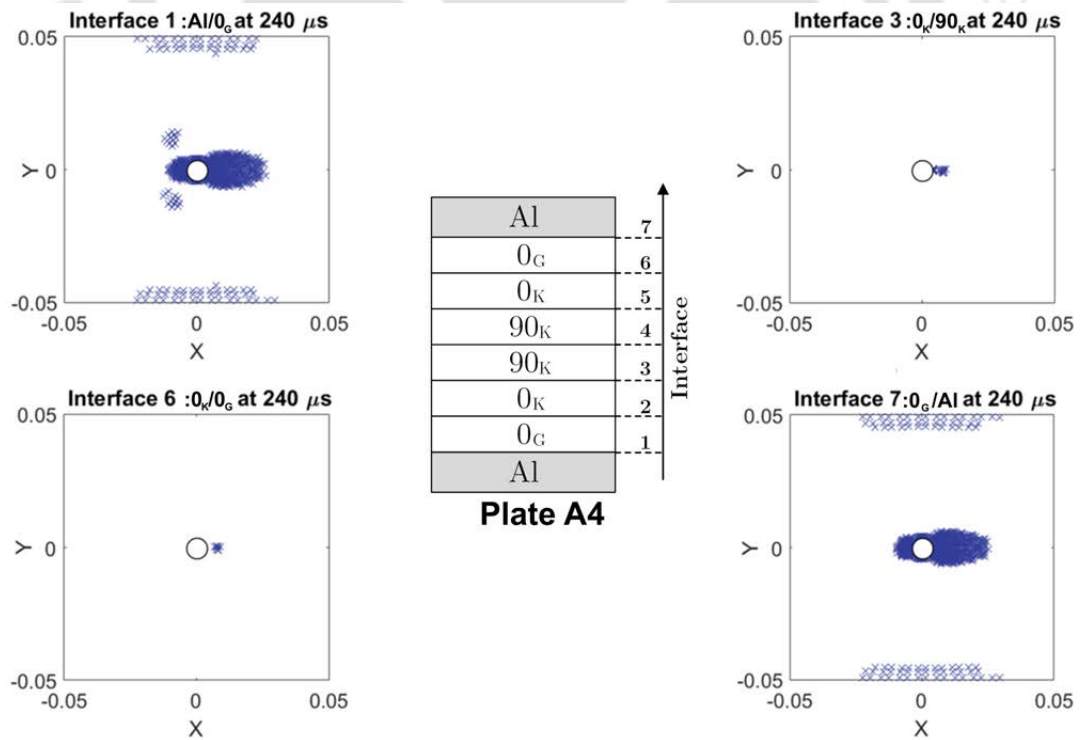 Interface 1 :Al/0G at 240 μs
0.05
0
-0.05
Y
-0.05 0 0.05
X
Interface 3 :0K/90K at 240 μs
0.05
0
-0.05
Y
-0.05 0 0.05
X
Al
0G
0K
90K
90K
0K
0G
Al
7
6
5
4
3
2
1
Interface
Plate A4
Interface 6 :0K/0G at 240 μs
0.05
0
-0.05
Y
-0.05 0 0.05
X
Interface 7:0G/Al at 240 μs
0.05
0
-0.05
Y
-0.05 0 0.05
X